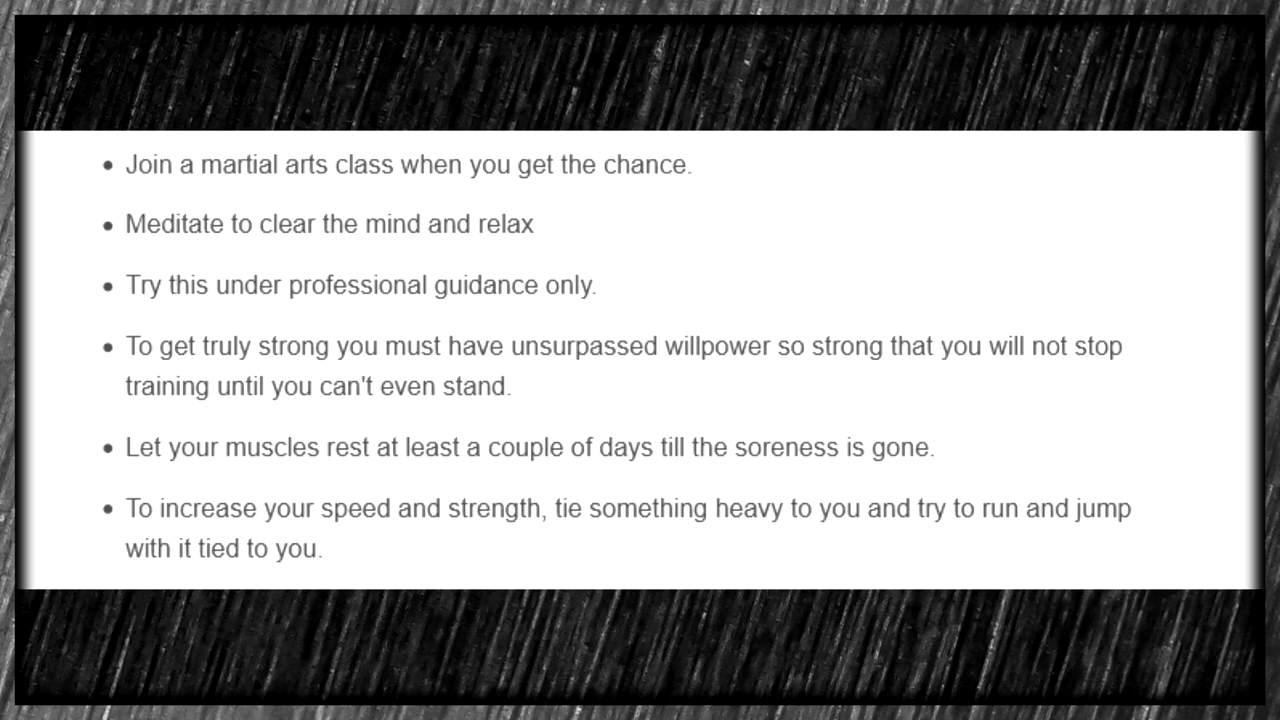 • Join a martial arts class when you get the chance.
• Meditate to clear the mind and relax
• Try this under professional guidance only.
• To get truly strong you must have unsurpassed willpower so strong that you will not stop
training until you can't even stand.
• Let your muscles rest at least a couple of days till the soreness is gone.
• To increase your speed and strength, tie something heavy to you and try to run and jump
with it tied to you.